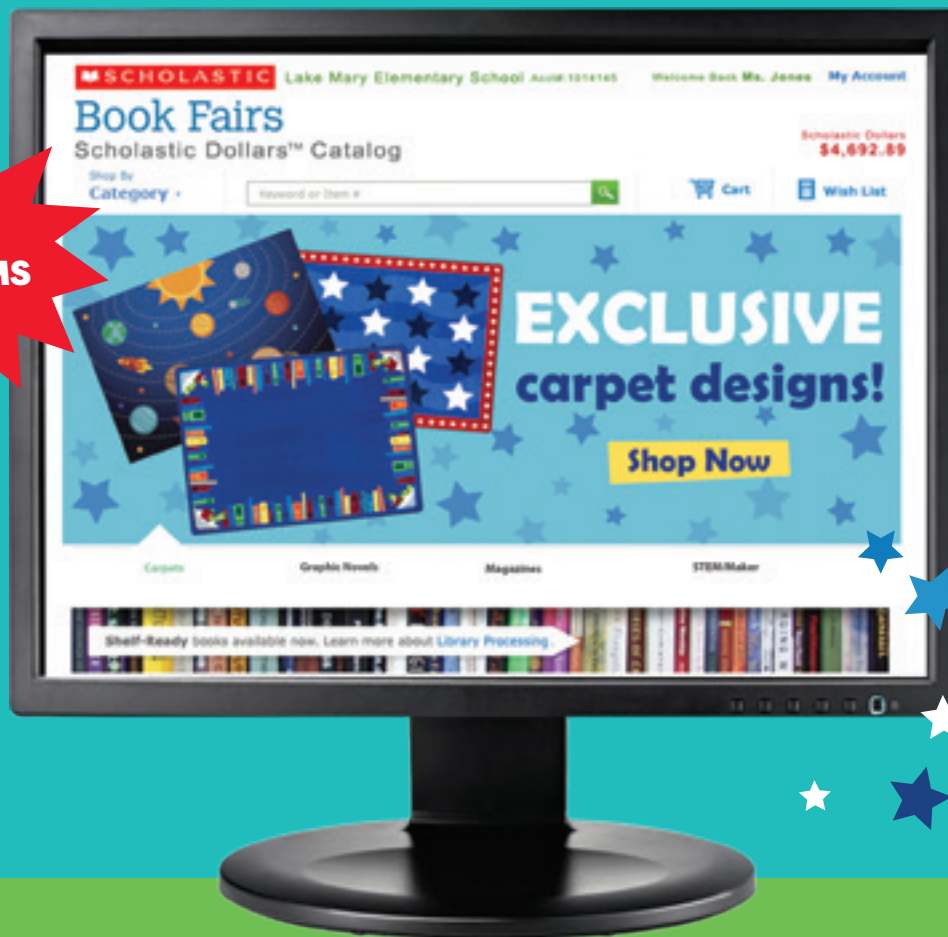 SCHOLASTIC Lake Mary Elementary School Acct# 1014165 Welcome Back Ms. Jones My Account
Book Fairs
Scholastic Dollars™ Catalog
Scholastic Dollars
$4,692.89
Shop By
Category
Keyword or Item #
Cart
Wish List
MS
EXCLUSIVE
carpet designs!
Shop Now
Carpets Graphic Novels Magazines STEM/Maker
Shelf-Ready books available now. Learn more about Library Processing.